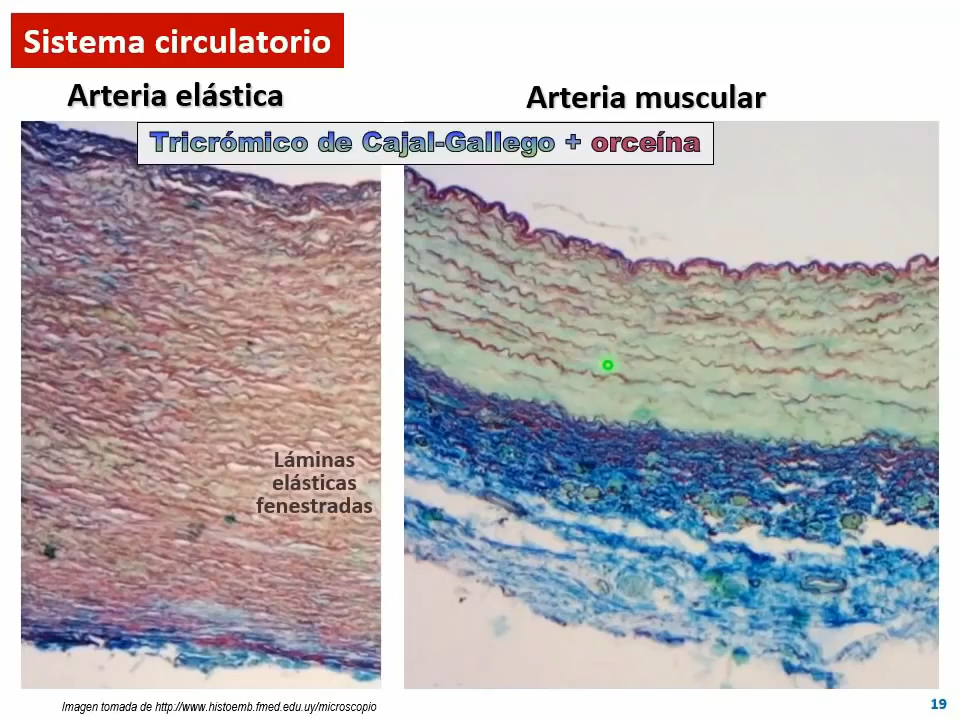 Sistema circulatorio
Arteria elástica
Arteria muscular
Tricrómico de Cajal-Gallego + orceína
Láminas
elásticas
fenestradas
Imagen tomada de http://www.histoemb.fmed.edu.uy/microscopio
19